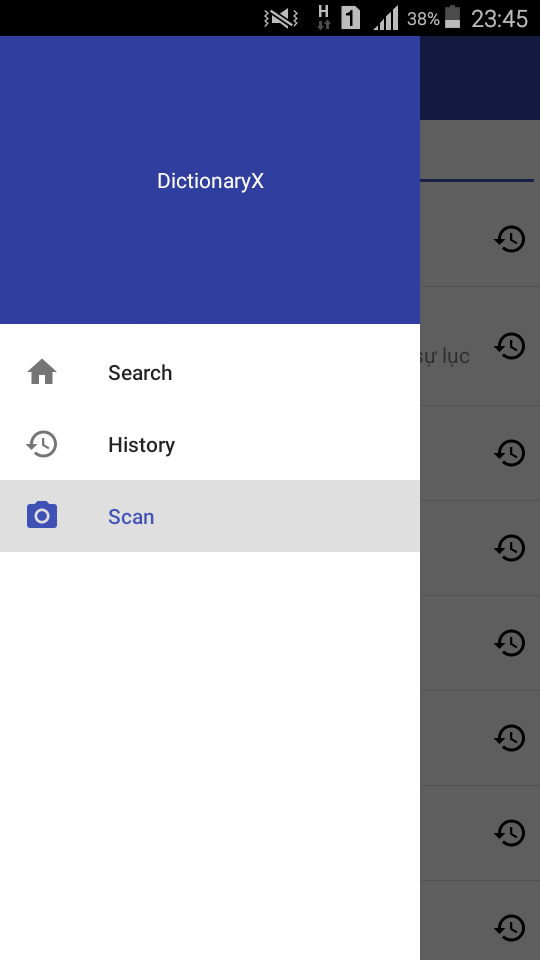 H 1 38% 23:45
DictionaryX
Search
sự lục
History
Scan